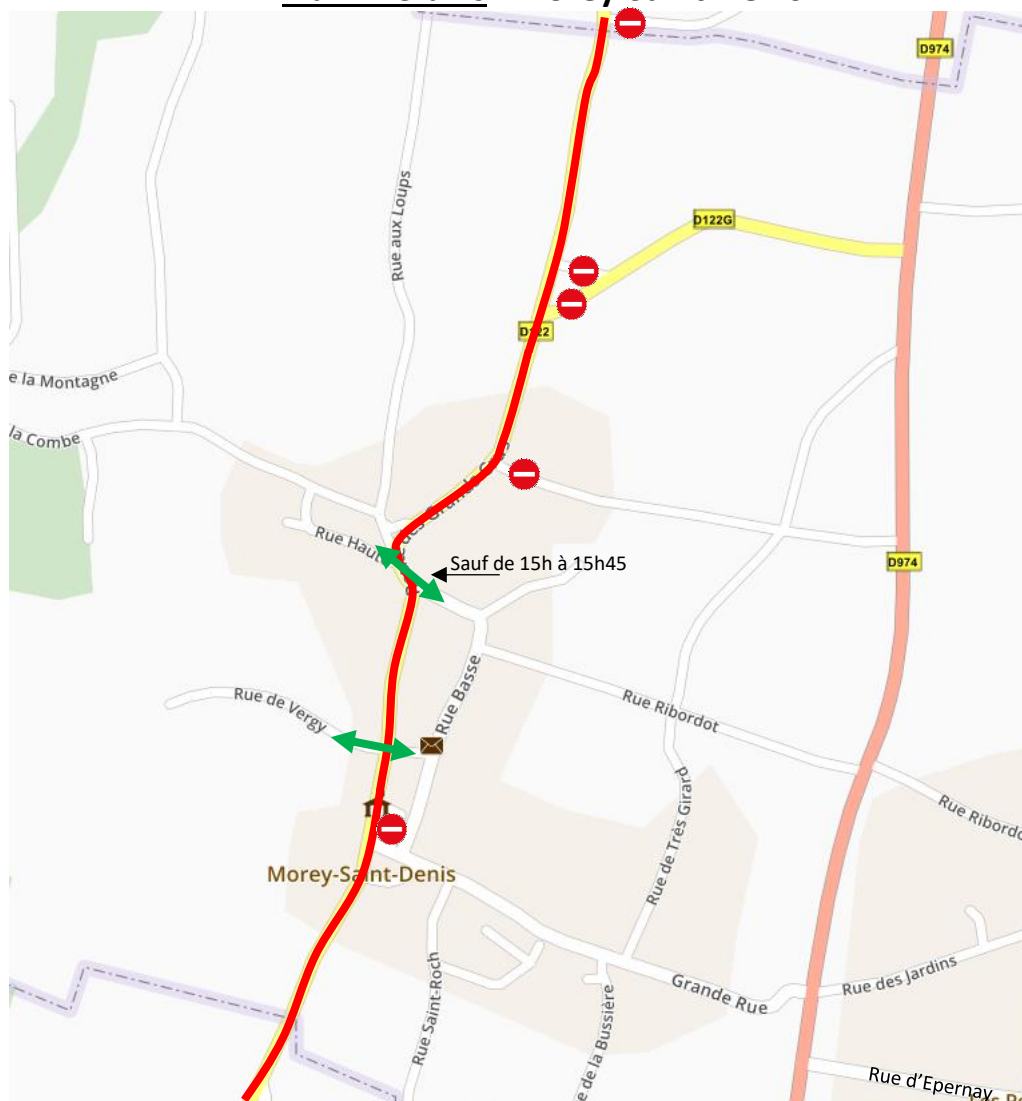 D974
D122G
Rue aux Loups
D122
e la Montagne
la Combe
Rue Haute
Sauf de 15h à 15h45
D974
Rue Basse
Rue de Vergy
Rue Ribordot
Rue Ribordo
Rue de Très Girard
Morey-Saint-Denis
Grande Rue
Rue des Jardins
Rue Saint-Roch
e de la Bussière
Rue d'Epernay